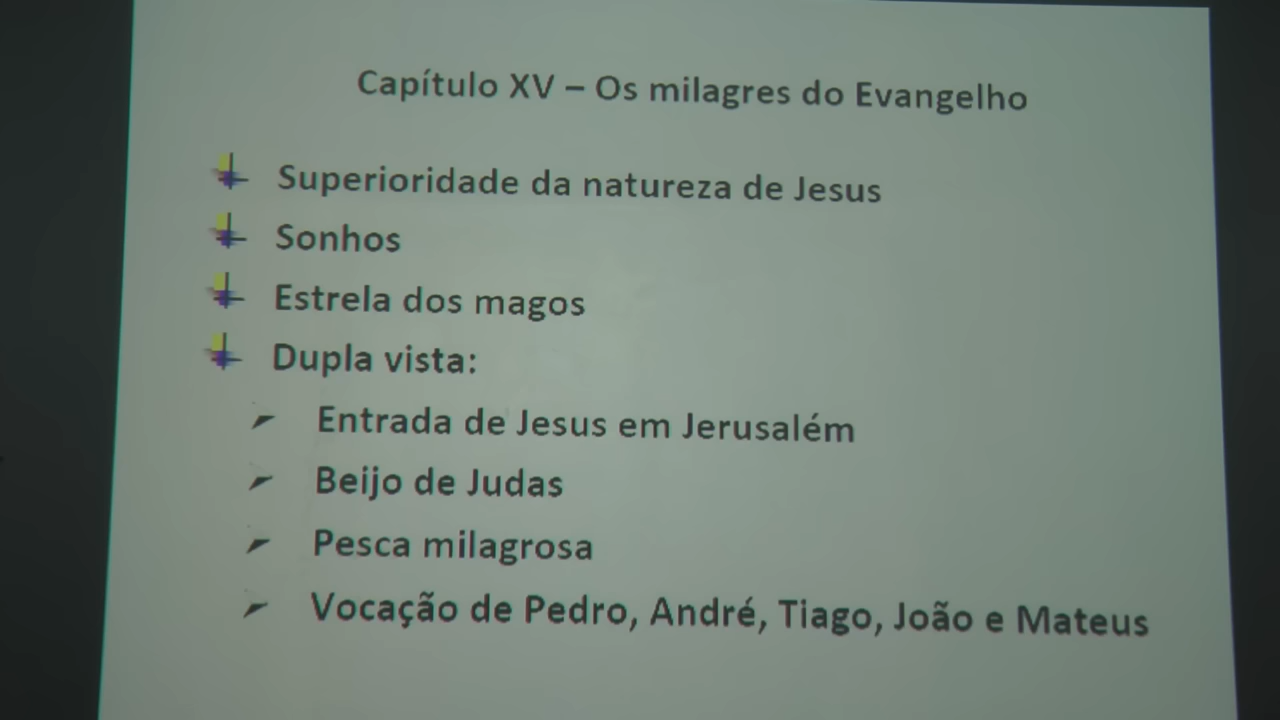 Capítulo XV – Os milagres do Evangelho
Superioridade da natureza de Jesus
Sonhos
Estrela dos magos
Dupla vista:
Entrada de Jesus em Jerusalém
Beijo de Judas
Pesca milagrosa
Vocação de Pedro, André, Tiago, João e Mateus